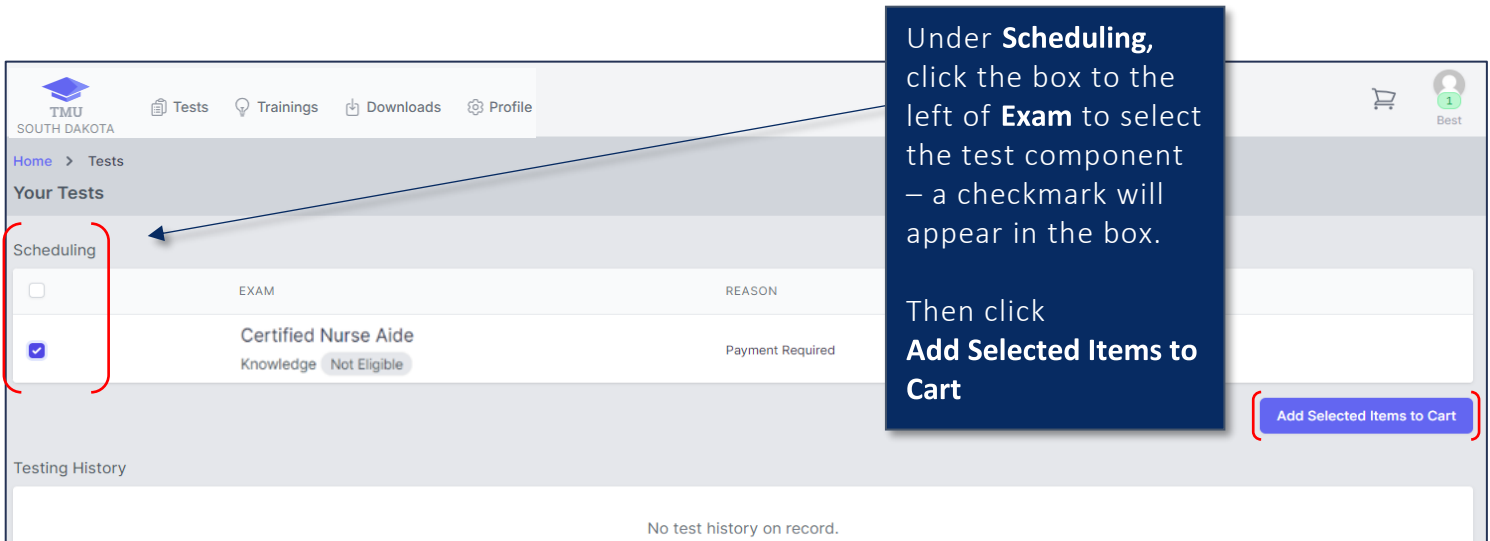 TMU
SOUTH DAKOTA
Tests
Trainings
Downloads
Profile
1
Best
Home > Tests
Your Tests
Scheduling
EXAM
REASON
Certified Nurse Aide
Knowledge Not Eligible
Payment Required
Under Scheduling,
click the box to the
left of Exam to select
the test component
– a checkmark will
appear in the box.
Then click
Add Selected Items to
Cart
Add Selected Items to Cart
Testing History
No test history on record.